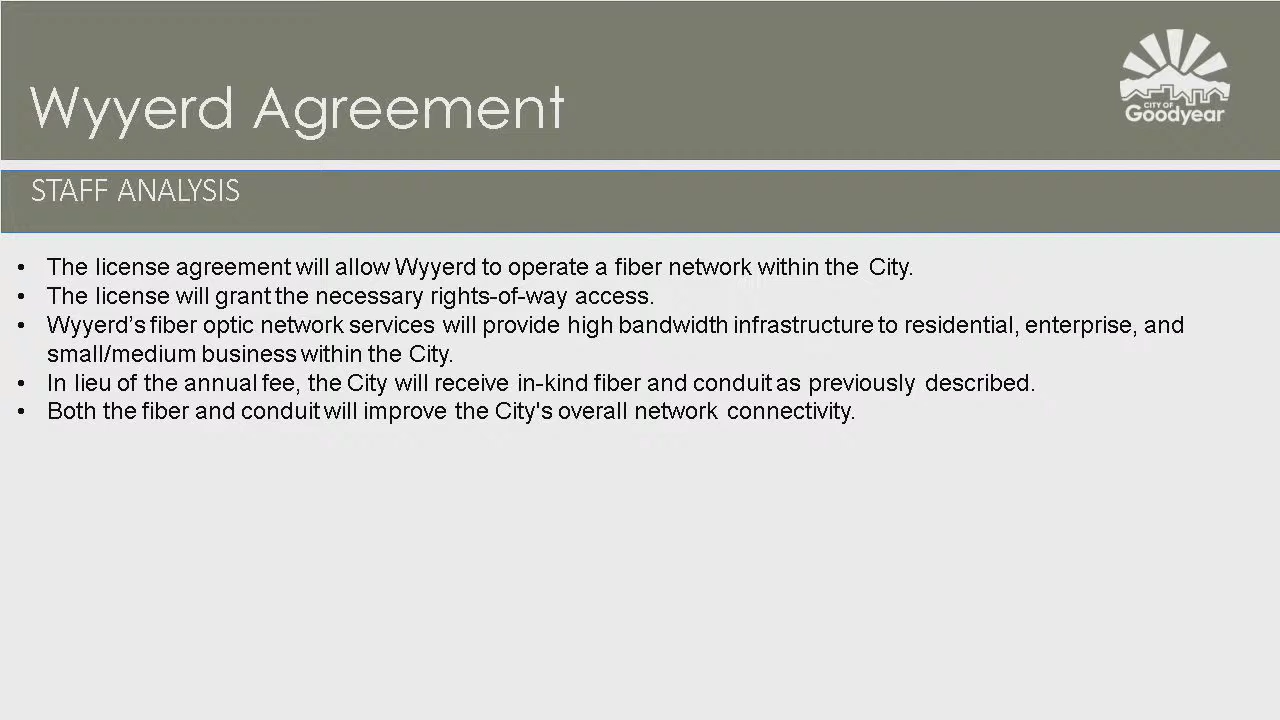 Wyyerd Agreement
CITY OF
Goodyear
STAFF ANALYSIS
• The license agreement will allow Wyyerd to operate a fiber network within the City.
• The license will grant the necessary rights-of-way access.
• Wyyerd’s fiber optic network services will provide high bandwidth infrastructure to residential, enterprise, and
small/medium business within the City.
• In lieu of the annual fee, the City will receive in-kind fiber and conduit as previously described.
• Both the fiber and conduit will improve the City's overall network connectivity.